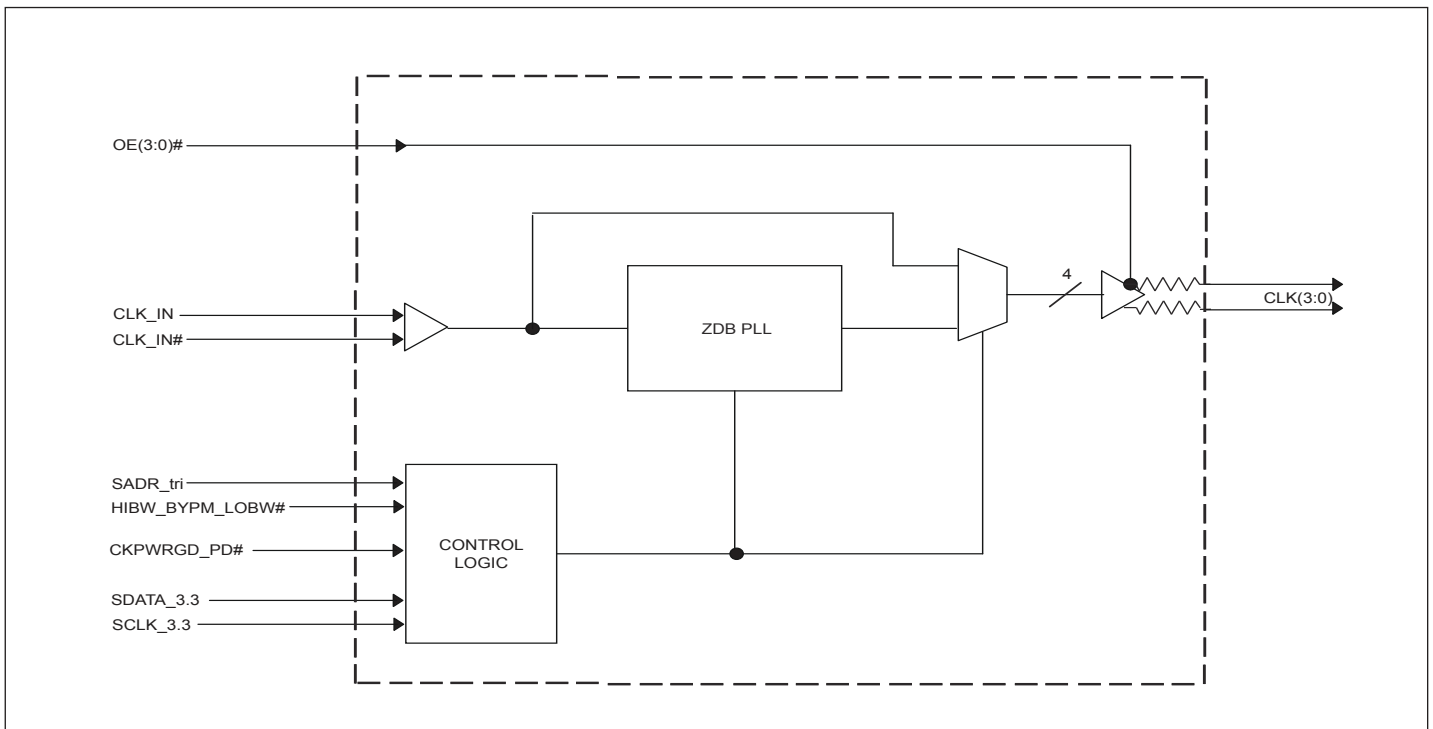 OE(3:0)#
4
CLK(3:0)
CLK_IN
CLK_IN#
ZDB PLL
SADR_tri
HIBW_BYPM_LOBW#
CKPWRGD_PD#
CONTROL
LOGIC
SDATA_3.3
SCLK_3.3